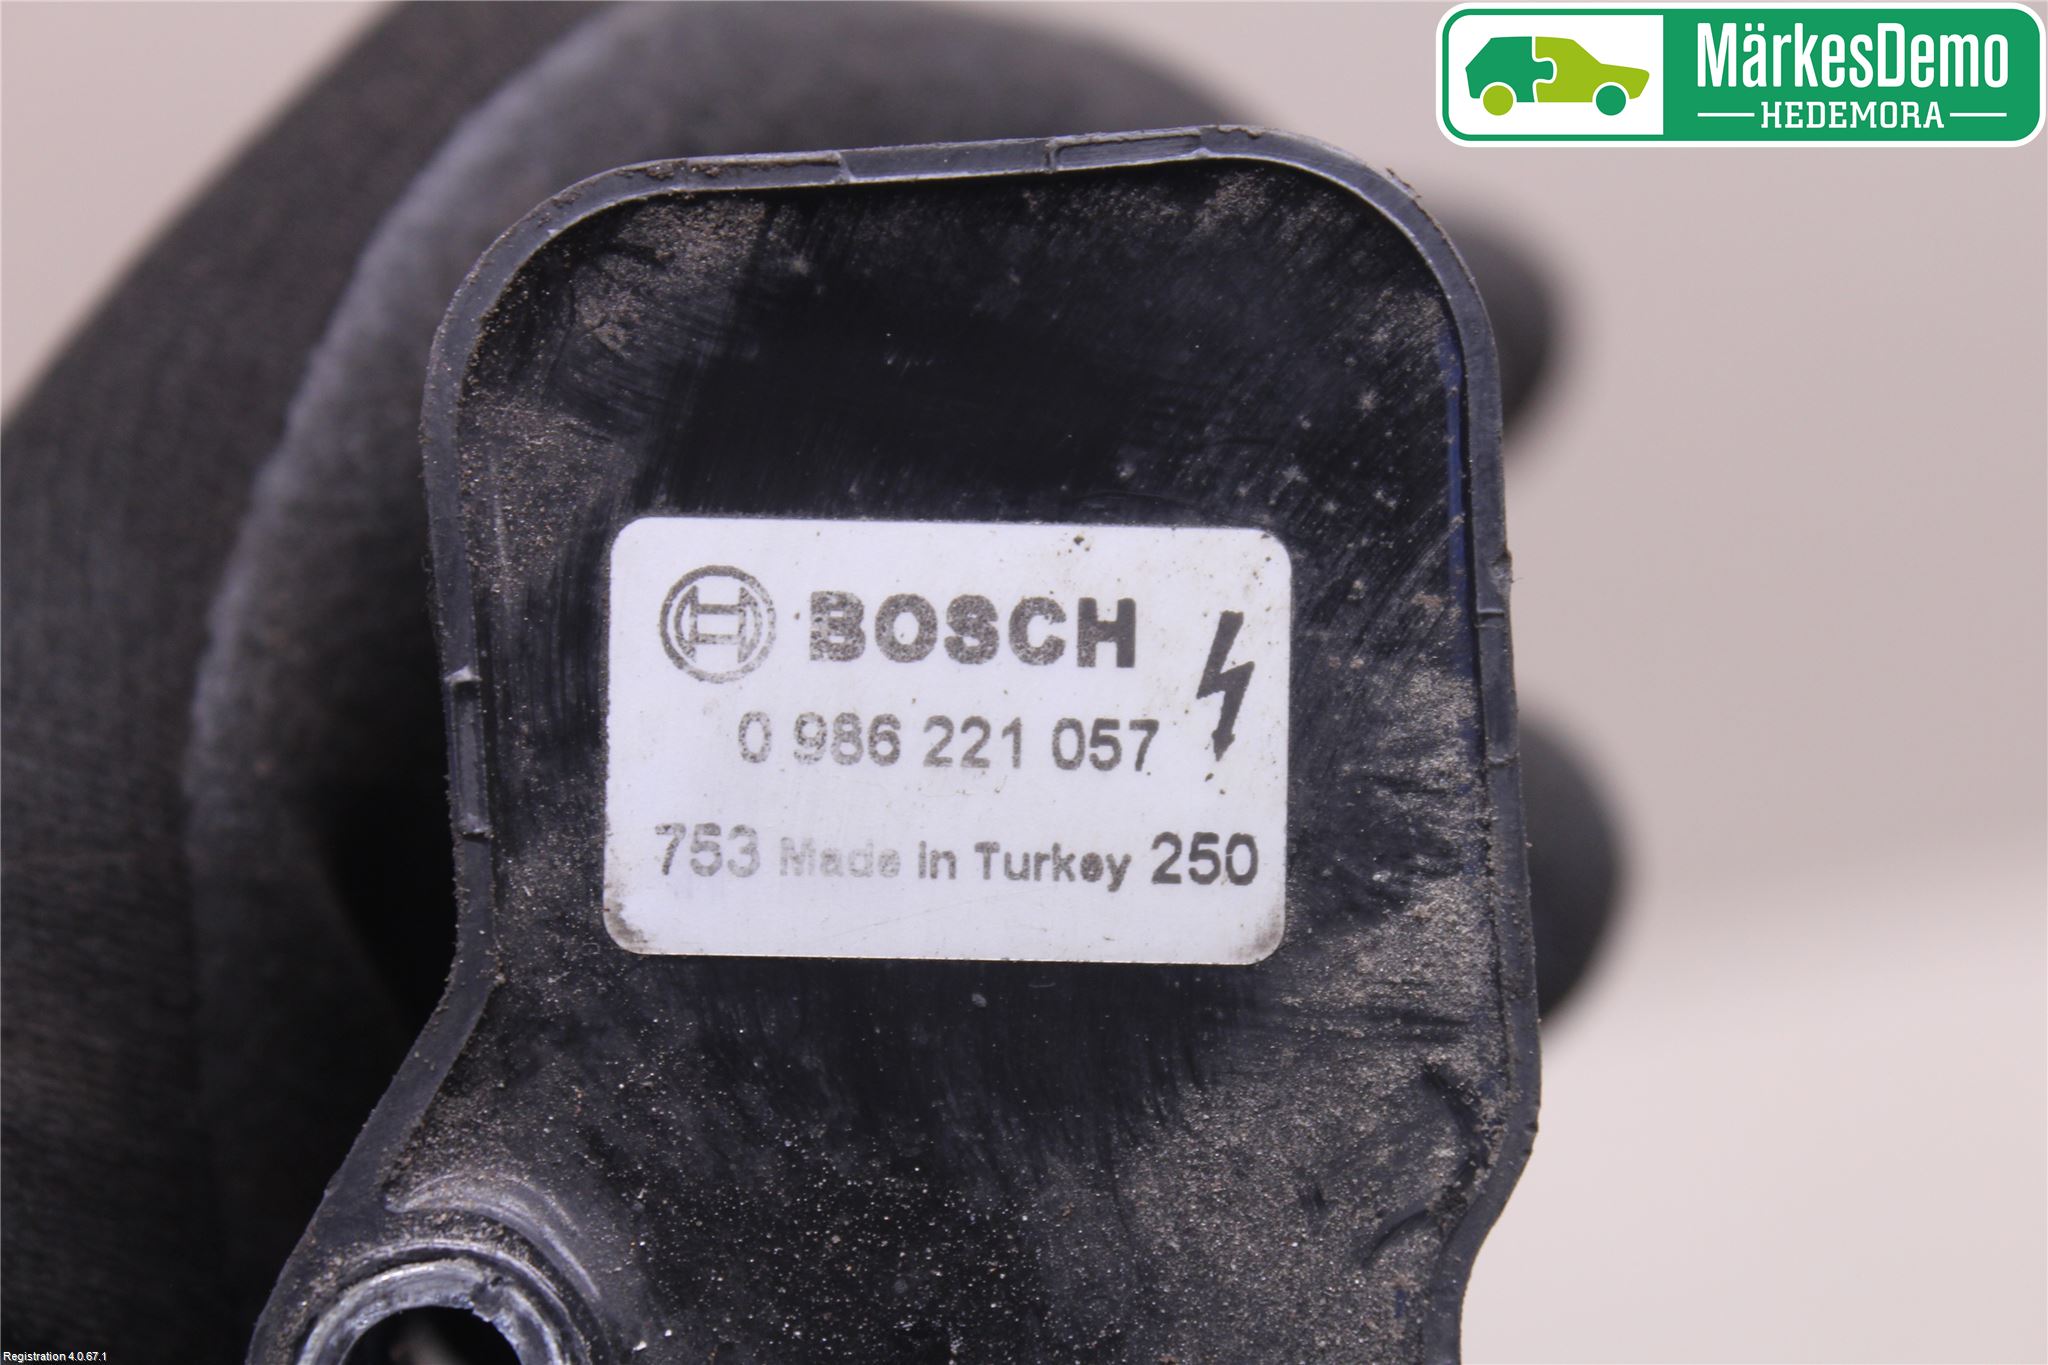 MärkesDemo
HEDEMORA
BOSCH
0 986 221 057
753 Made in Turkey 250
Registration 4.0.67.1